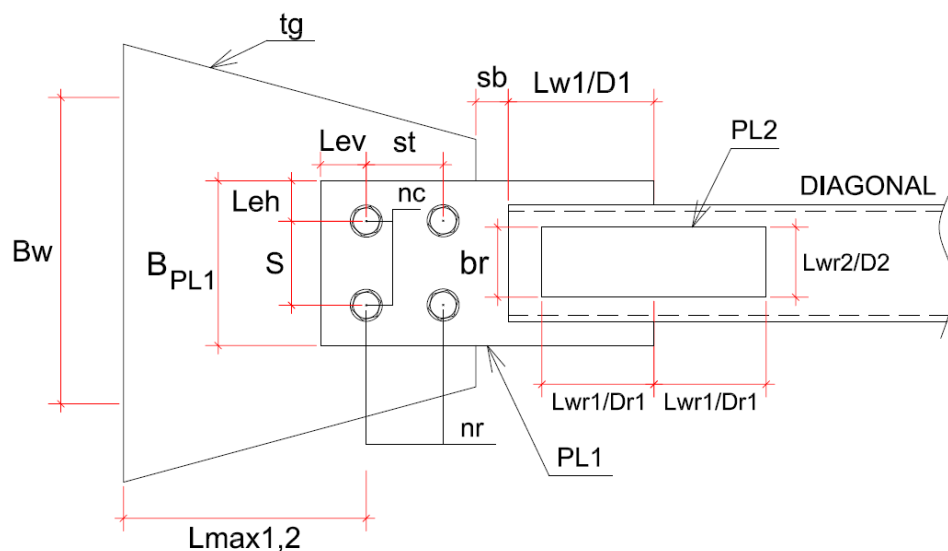 tg
sb
Lw1/D1
Lev
st
PL2
nc
DIAGONAL
Leh
Bw
B PL1
S
br
Lwr2/D2
Lwr1/Dr1
Lwr1/Dr1
nr
PL1
Lmax1,2